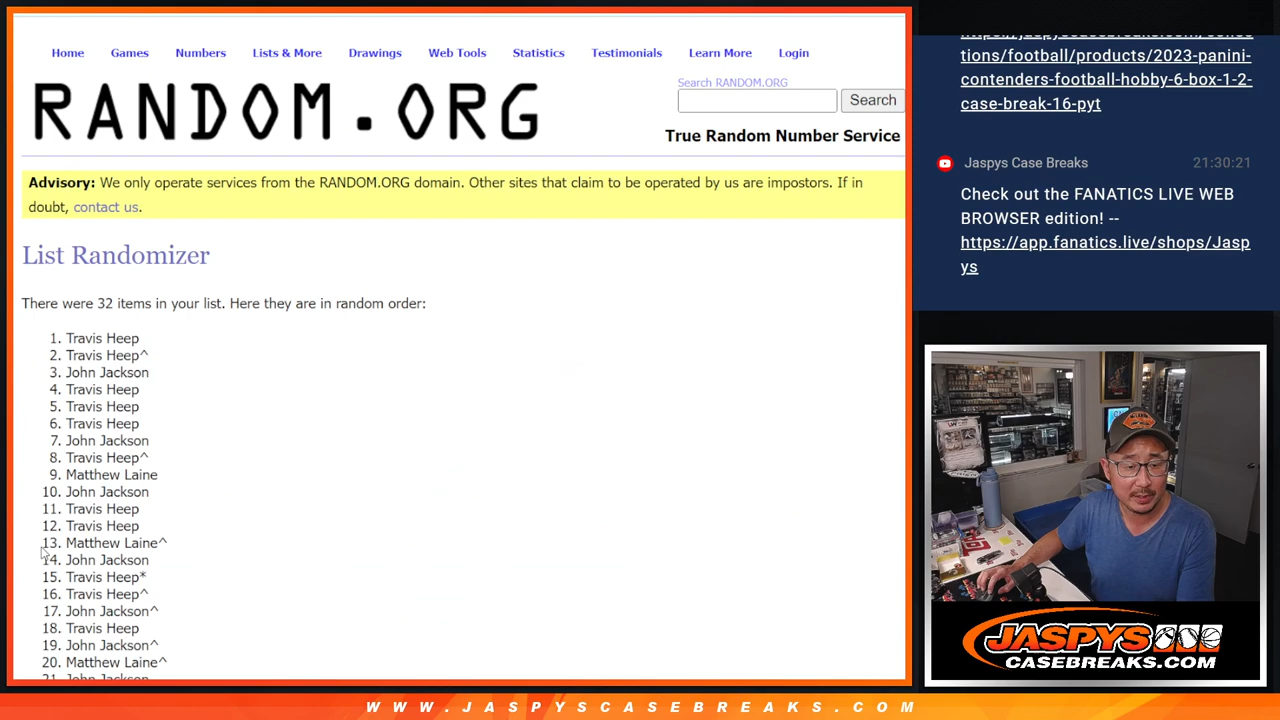 Home Games Numbers Lists & More Drawings Web Tools Statistics Testimonials Learn More Login
RANDOM.ORG
Search RANDOM.ORG
Search
True Random Number Service
Advisory: We only operate services from the RANDOM.ORG domain. Other sites that claim to be operated by us are impostors. If in
doubt, contact us.
List Randomizer
There were 32 items in your list. Here they are in random order:
1. Travis Heep
2. Travis Heep^
3. John Jackson
4. Travis Heep
5. Travis Heep
6. Travis Heep
7. John Jackson
8. Travis Heep^
9. Matthew Laine
10. John Jackson
11. Travis Heep
12. Travis Heep
13. Matthew Laine^
14. John Jackson
15. Travis Heep*
16. Travis Heep^
17. John Jackson^
18. Travis Heep
19. John Jackson^
20. Matthew Laine^
21. John Jackson
tions/football/products/2023-panini-
contenders-football-hobby-6-box-1-2-
case-break-16-pyt
Jaspys Case Breaks 21:30:21
Check out the FANATICS LIVE WEB
BROWSER edition! --
https://app.fanatics.live/shops/Jasp
ys
JASPYS
CASEBREAKS.COM
WWW.JASPYSCASEBREAKS.COM